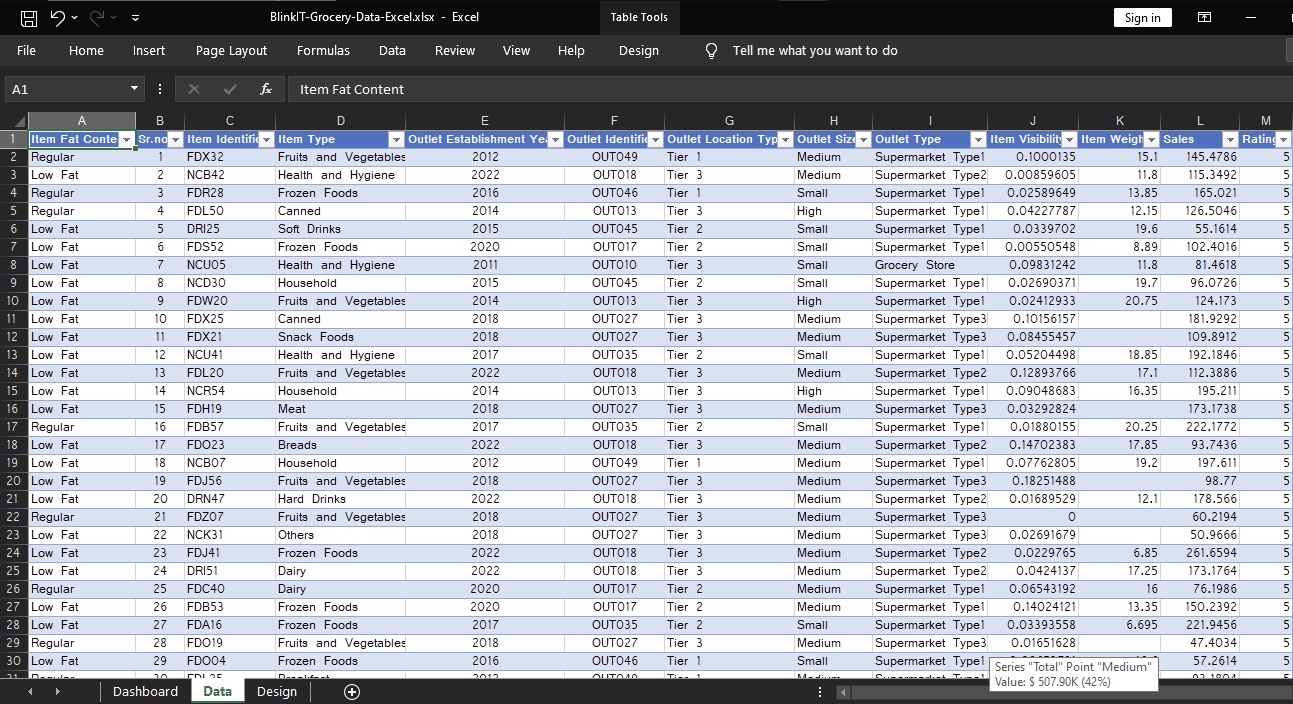 BlinkIT-Grocery-Data-Excel.xlsx - Excel
Table Tools
Sign in
File Home Insert Page Layout Formulas Data Review View Help Design Tell me what you want to do
A1 fx Item Fat Content
A B C D E F G H I J K L M
1 Item Fat Conte Sr.no Item Identifie Item Type Outlet Establishment Yea Outlet Identifie Outlet Location Typ Outlet Size Outlet Type Item Visibility Item Weigh Sales Rating
2 Regular 1 FDX32 Fruits and Vegetables 2012 OUT049 Tier 1 Medium Supermarket Type1 0.1000135 15.1 145.4786 5
3 Low Fat 2 NCB42 Health and Hygiene 2022 OUT018 Tier 3 Medium Supermarket Type2 0.00859605 11.8 115.3492 5
4 Regular 3 FDR28 Frozen Foods 2016 OUT046 Tier 1 Small Supermarket Type1 0.02589649 13.85 165.021 5
5 Regular 4 FDL50 Canned 2014 OUT013 Tier 3 High Supermarket Type1 0.04227787 12.15 126.5046 5
6 Low Fat 5 DRI25 Soft Drinks 2015 OUT045 Tier 2 Small Supermarket Type1 0.0339702 19.6 55.1614 5
7 Low Fat 6 FDS52 Frozen Foods 2020 OUT017 Tier 2 Small Supermarket Type1 0.00550548 8.89 102.4016 5
8 Low Fat 7 NCU05 Health and Hygiene 2011 OUT010 Tier 3 Small Grocery Store 0.09831242 11.8 81.4618 5
9 Low Fat 8 NCD30 Household 2015 OUT045 Tier 2 Small Supermarket Type1 0.02690371 19.7 96.0726 5
10 Low Fat 9 FDW20 Fruits and Vegetables 2014 OUT013 Tier 3 High Supermarket Type1 0.02412933 20.75 124.173 5
11 Low Fat 10 FDX25 Canned 2018 OUT027 Tier 3 Medium Supermarket Type3 0.10156157 181.9292 5
12 Low Fat 11 FDX21 Snack Foods 2018 OUT027 Tier 3 Medium Supermarket Type3 0.08455457 109.8912 5
13 Low Fat 12 NCU41 Health and Hygiene 2017 OUT035 Tier 2 Small Supermarket Type1 0.05204498 18.85 192.1846 5
14 Low Fat 13 FDL20 Fruits and Vegetables 2022 OUT018 Tier 3 Medium Supermarket Type2 0.12893766 17.1 112.3886 5
15 Low Fat 14 NCR54 Household 2014 OUT013 Tier 3 High Supermarket Type1 0.09048683 16.35 195.211 5
16 Low Fat 15 FDH19 Meat 2018 OUT027 Tier 3 Medium Supermarket Type3 0.03292824 173.1738 5
17 Regular 16 FDB57 Fruits and Vegetables 2017 OUT035 Tier 2 Small Supermarket Type1 0.01880155 20.25 222.1772 5
18 Low Fat 17 FDO23 Breads 2022 OUT018 Tier 3 Medium Supermarket Type2 0.14702383 17.85 93.7436 5
19 Low Fat 18 NCB07 Household 2012 OUT049 Tier 1 Medium Supermarket Type1 0.07762805 19.2 197.611 5
20 Low Fat 19 FDJ56 Fruits and Vegetables 2018 OUT027 Tier 3 Medium Supermarket Type3 0.18251488 98.77 5
21 Low Fat 20 DRN47 Hard Drinks 2022 OUT018 Tier 3 Medium Supermarket Type2 0.01689529 12.1 178.566 5
22 Regular 21 FDZ07 Fruits and Vegetables 2018 OUT027 Tier 3 Medium Supermarket Type3 0 60.2194 5
23 Low Fat 22 NCK31 Others 2018 OUT027 Tier 3 Medium Supermarket Type3 0.02691679 50.9666 5
24 Low Fat 23 FDJ41 Frozen Foods 2022 OUT018 Tier 3 Medium Supermarket Type2 0.0229765 6.85 261.6594 5
25 Low Fat 24 DRI51 Dairy 2022 OUT018 Tier 3 Medium Supermarket Type2 0.0424137 17.25 173.1764 5
26 Regular 25 FDC40 Dairy 2020 OUT017 Tier 2 Medium Supermarket Type1 0.06543192 16 76.1986 5
27 Low Fat 26 FDB53 Frozen Foods 2020 OUT017 Tier 2 Medium Supermarket Type1 0.14024121 13.35 150.2392 5
28 Low Fat 27 FDA16 Frozen Foods 2017 OUT035 Tier 2 Small Supermarket Type1 0.03393558 6.695 221.9456 5
29 Regular 28 FDO19 Fruits and Vegetables 2018 OUT027 Tier 3 Medium Supermarket Type3 0.01651628 47.4034 5
30 Low Fat 29 FDO04 Frozen Foods 2016 OUT046 Tier 1 Small Supermarket Type1 57.2614 5
Series "Total" Point "Medium"
Value: $ 507.90K (42%)
Dashboard Data Design